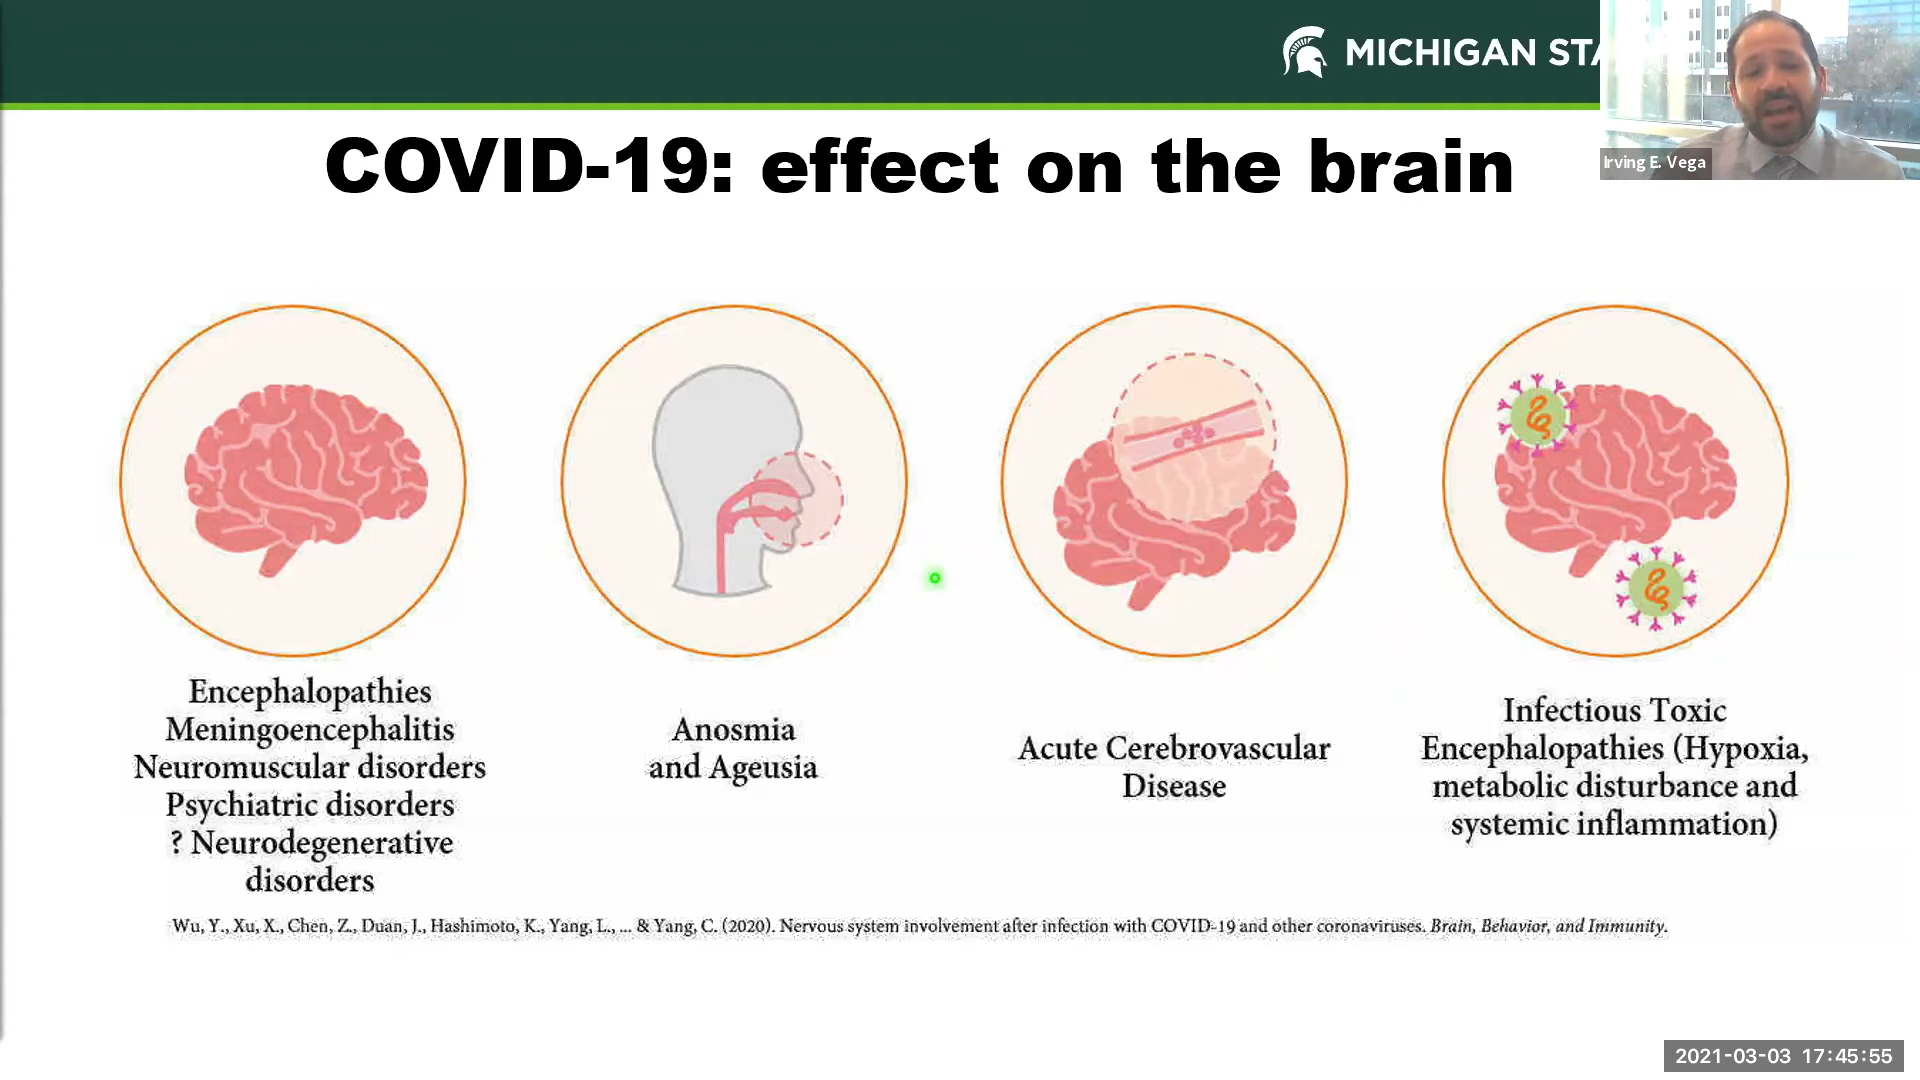 MICHIGAN STA
Irving E. Vega
COVID-19: effect on the brain
Encephalopathies
Meningoencephalitis
Neuromuscular disorders
Psychiatric disorders
? Neurodegenerative
disorders
Anosmia
and Ageusia
Acute Cerebrovascular
Disease
Infectious Toxic
Encephalopathies (Hypoxia,
metabolic disturbance and
systemic inflammation)
Wu, Y., Xu, X., Chen, Z., Duan, J., Hashimoto, K., Yang, L., ... & Yang, C. (2020). Nervous system involvement after infection with COVID-19 and other coronaviruses. Brain, Behavior, and Immunity.
2021-03-03 17:45:55